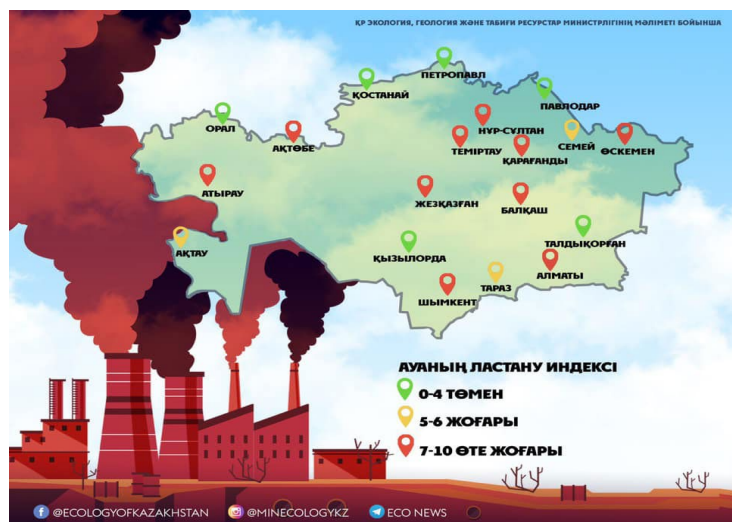 ҚР ЭКОЛОГИЯ, ГЕОЛОГИЯ ЖӘНЕ ТАБИҒИ РЕСУРСТАР МИНИСТРЛІГІНІҢ МӘЛІМЕТІ БОЙЫНША
ПЕТРОПАВЛ
ҚОСТАНАЙ
ПАВЛОДАР
ОРАЛ
АҚТӨБЕ
НҰР-СҰЛТАН
ТЕМІРТАУ
ҚАРАҒАНДЫ
СЕМЕЙ
ӨСКЕМЕН
АТЫРАУ
ЖЕЗҚАЗҒАН
БАЛҚАШ
АҚТАУ
ҚЫЗЫЛОРДА
ТАЛДЫҚОРҒАН
ШЫМКЕНТ
ТАРАЗ
АЛМАТЫ
АУАНЫҢ ЛАСТАНУ ИНДЕКСІ
0-4 ТӨМЕН
5-6 ЖОҒАРЫ
7-10 ӨТЕ ЖОҒАРЫ
@ECOLOGYOFKAZAKHSTAN @MINECOLOGYKZ ECO NEWS